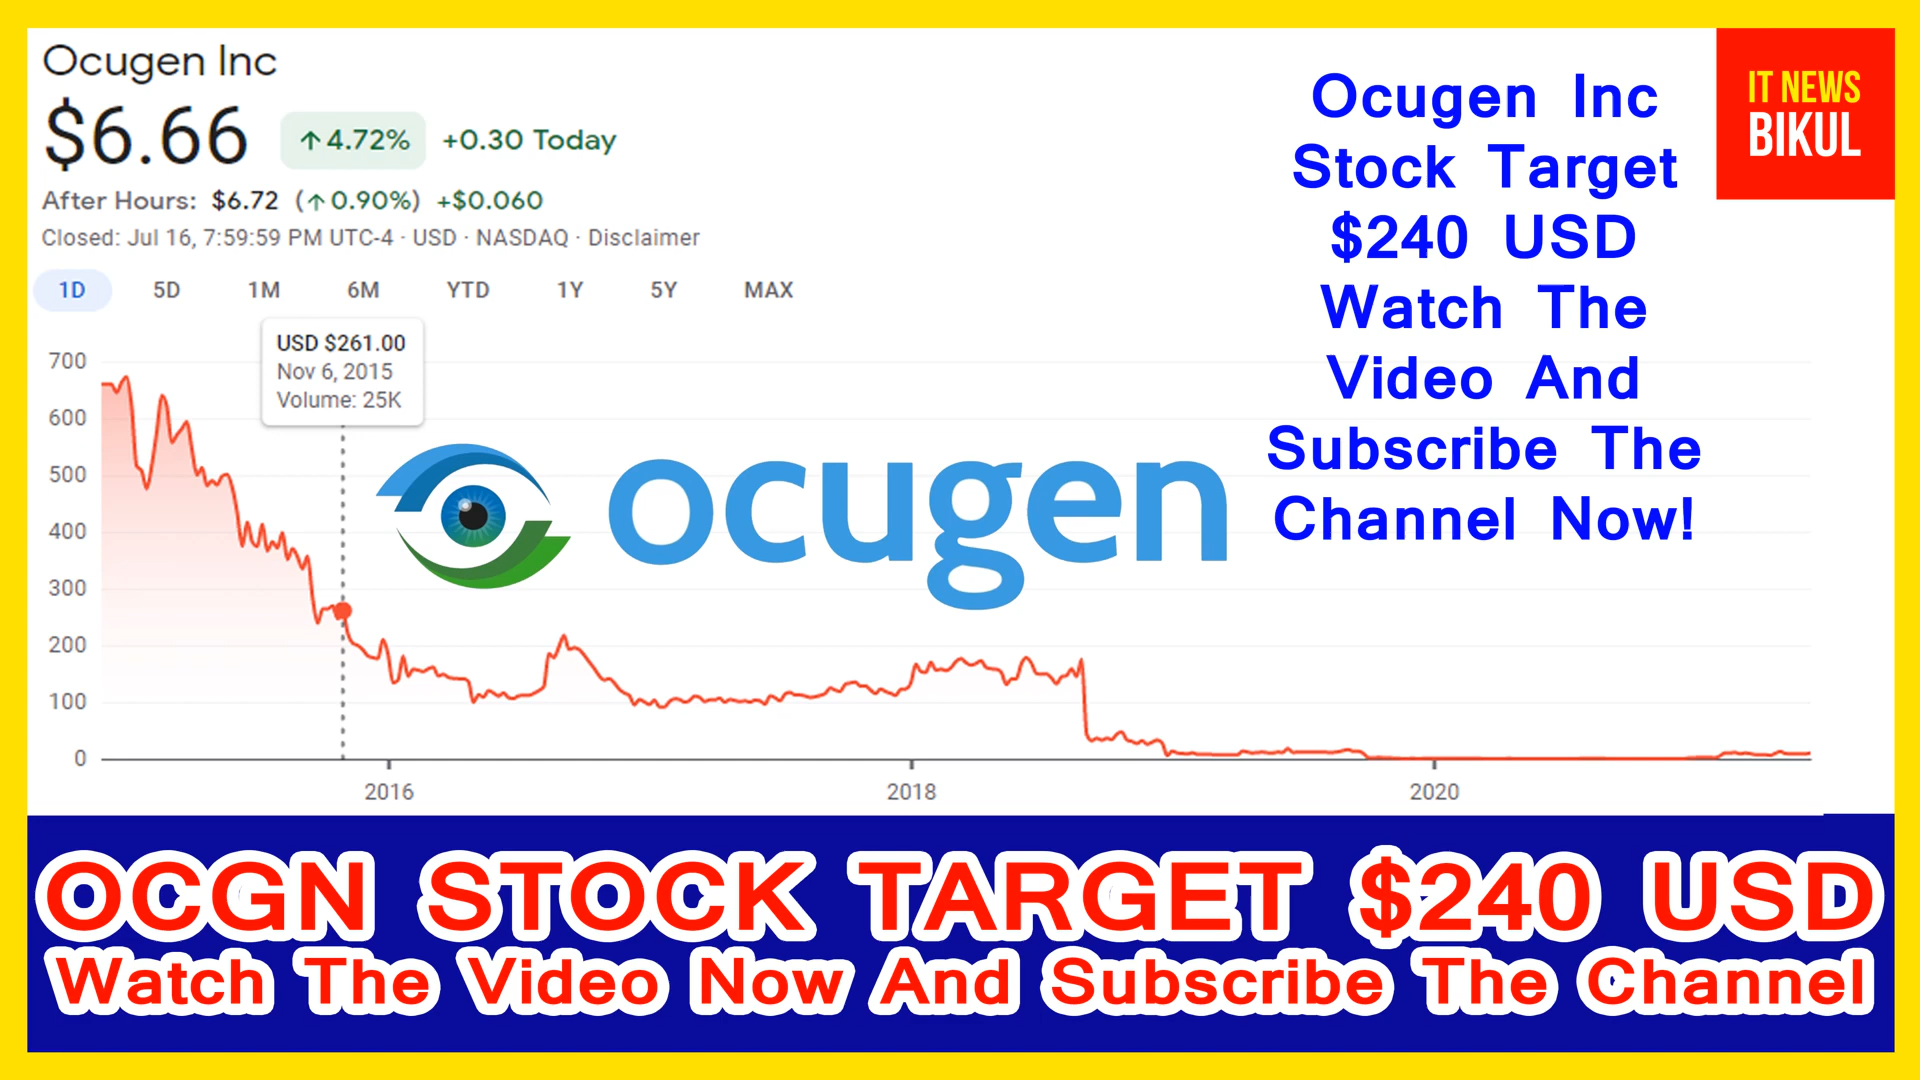 Ocugen Inc
$6.66 ↑4.72% +0.30 Today
After Hours: $6.72 (↑0.90%) +$0.060
Closed: Jul 16, 7:59:59 PM UTC-4 · USD · NASDAQ · Disclaimer
1D 5D 1M 6M YTD 1Y 5Y MAX
USD $261.00
Nov 6, 2015
Volume: 25K
700
600
500
400
300
200
100
0
2016 2018 2020
ocugen
Ocugen Inc
Stock Target
$240 USD
Watch The
Video And
Subscribe The
Channel Now!
IT NEWS
BIKUL
OCGN STOCK TARGET $240 USD
Watch The Video Now And Subscribe The Channel